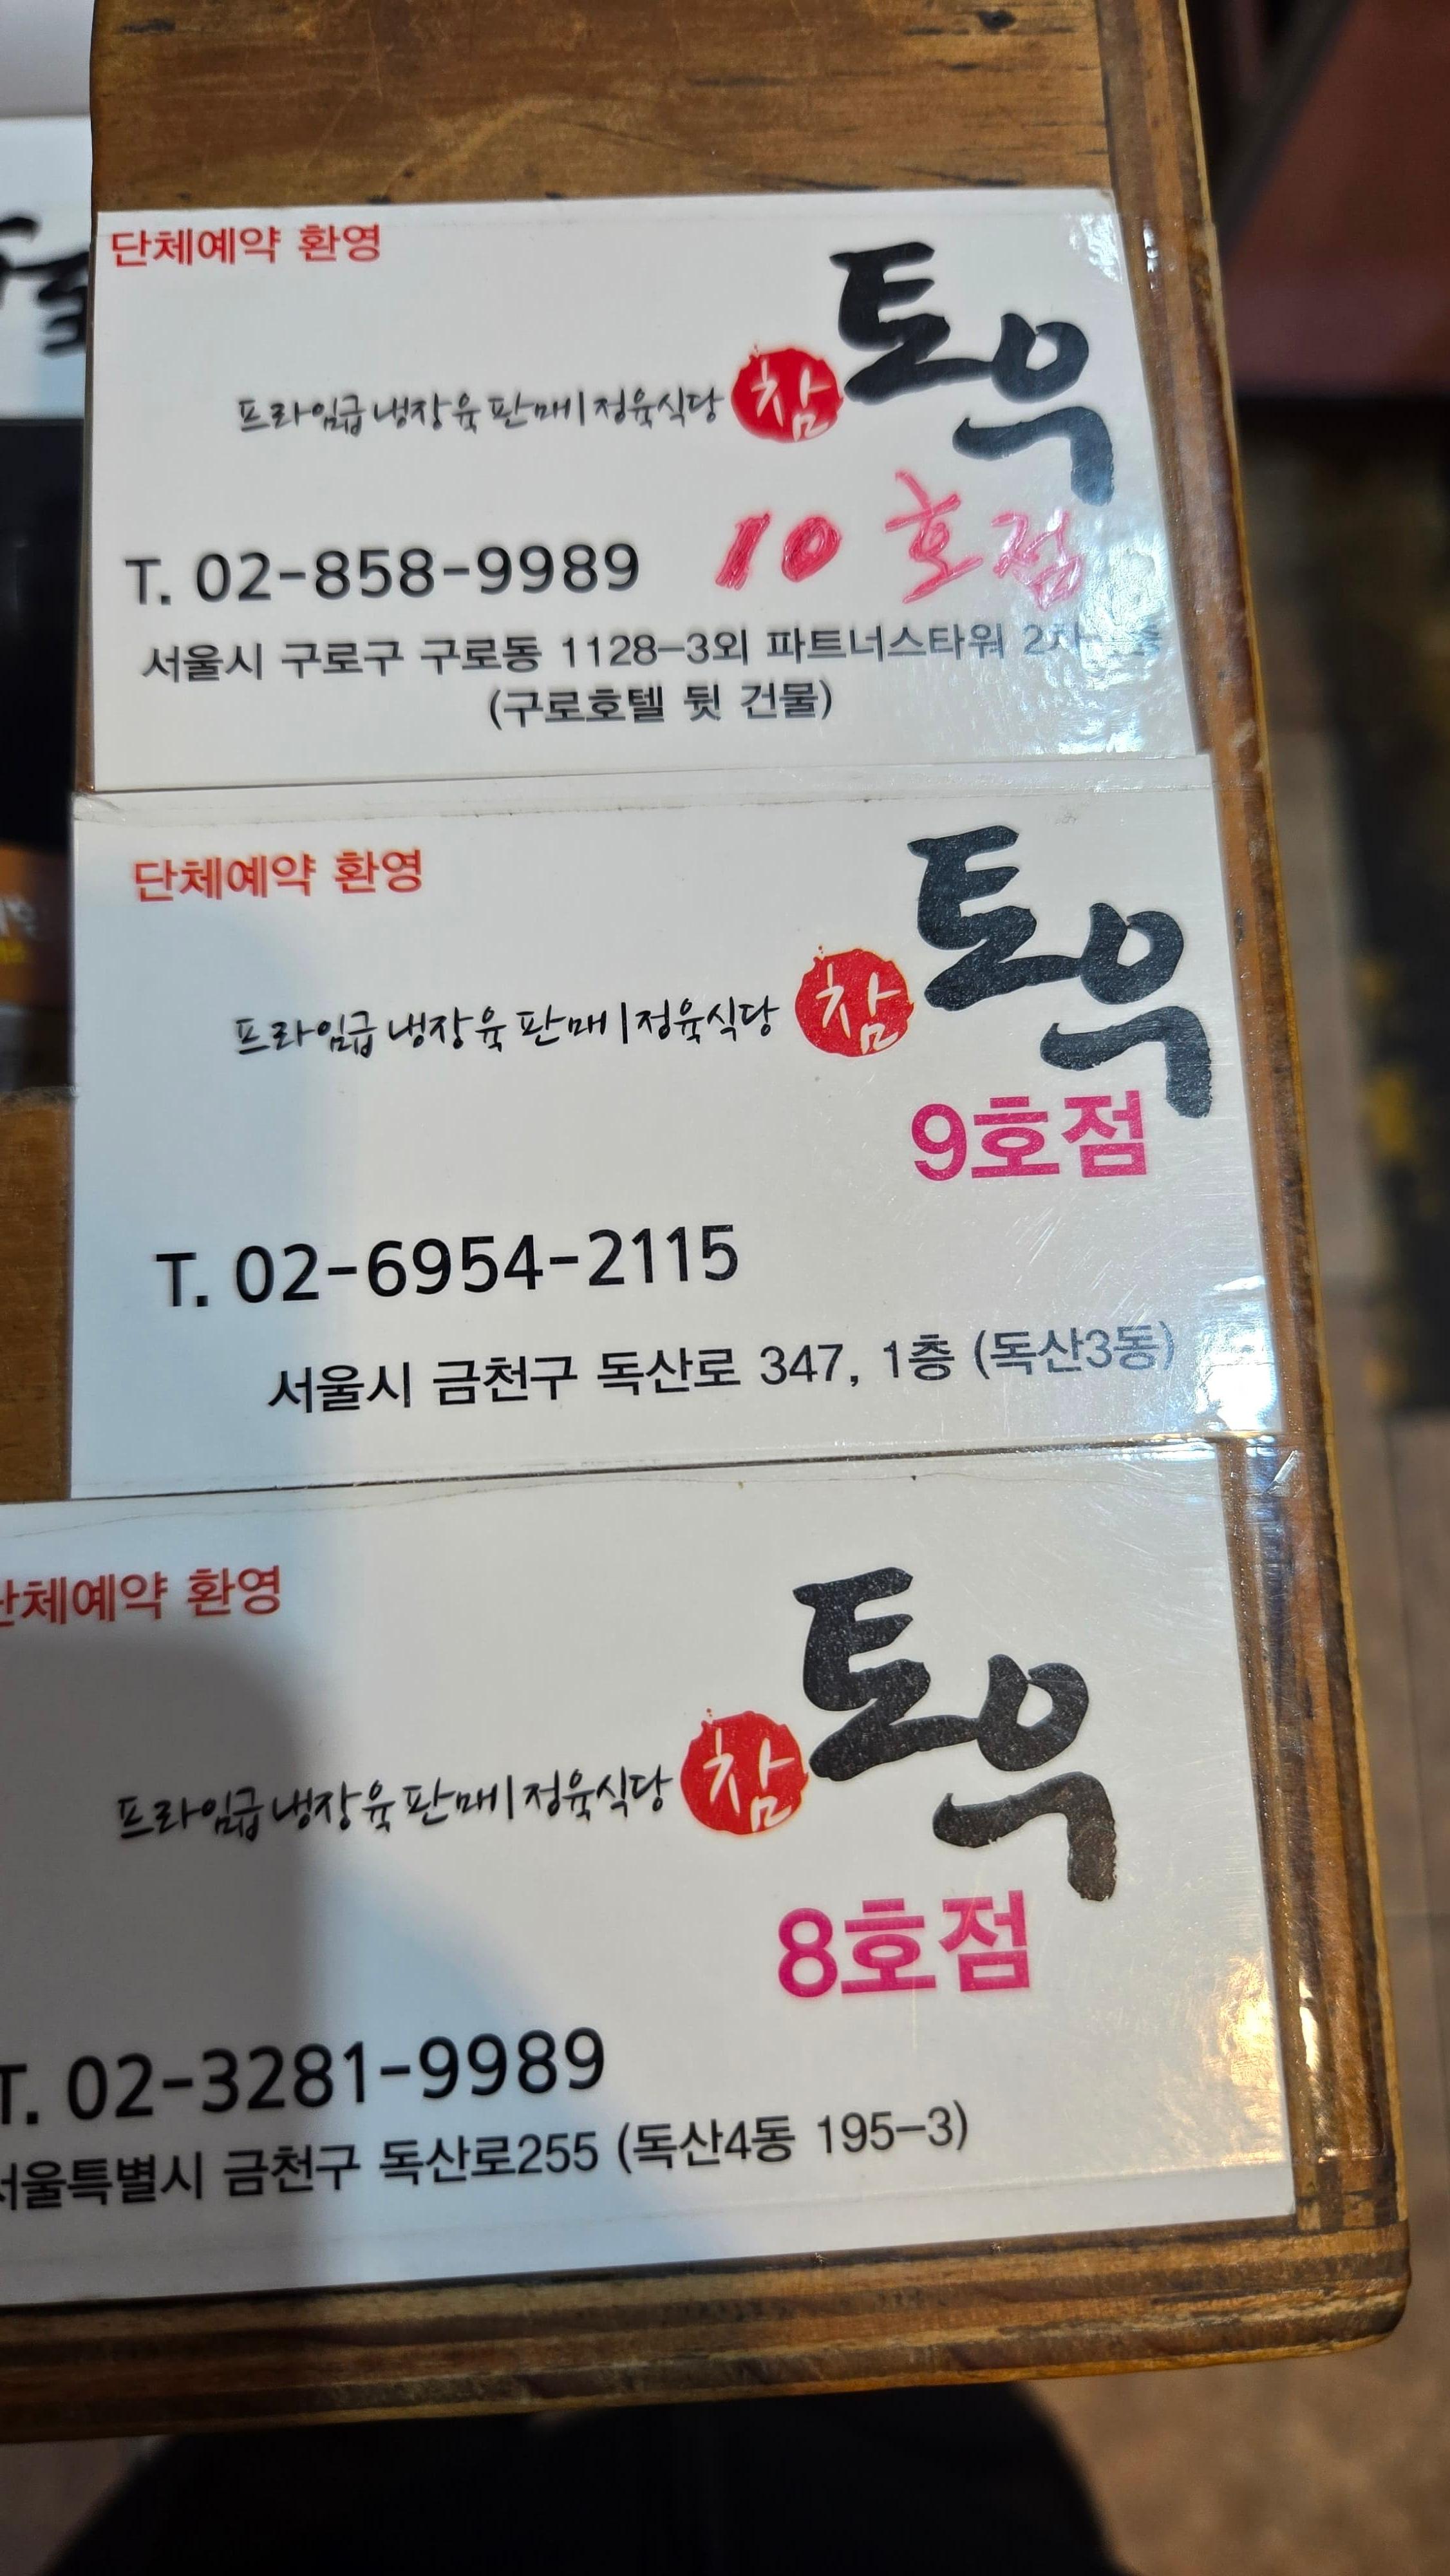 단체예약 환영
토우
프라임급 냉장육 판매 | 정육식당 참
10호점
T. 02-858-9989
서울시 구로구 구로동 1128-3외 파트너스타워 2차
(구로호텔 뒷 건물)
단체예약 환영
토우
프라임급 냉장육 판매 | 정육식당 참
9호점
T. 02-6954-2115
서울시 금천구 독산로 347, 1층 (독산3동)
단체예약 환영
토우
프라임급 냉장육 판매 | 정육식당 참
8호점
T. 02-3281-9989
서울특별시 금천구 독산로255 (독산4동 195-3)